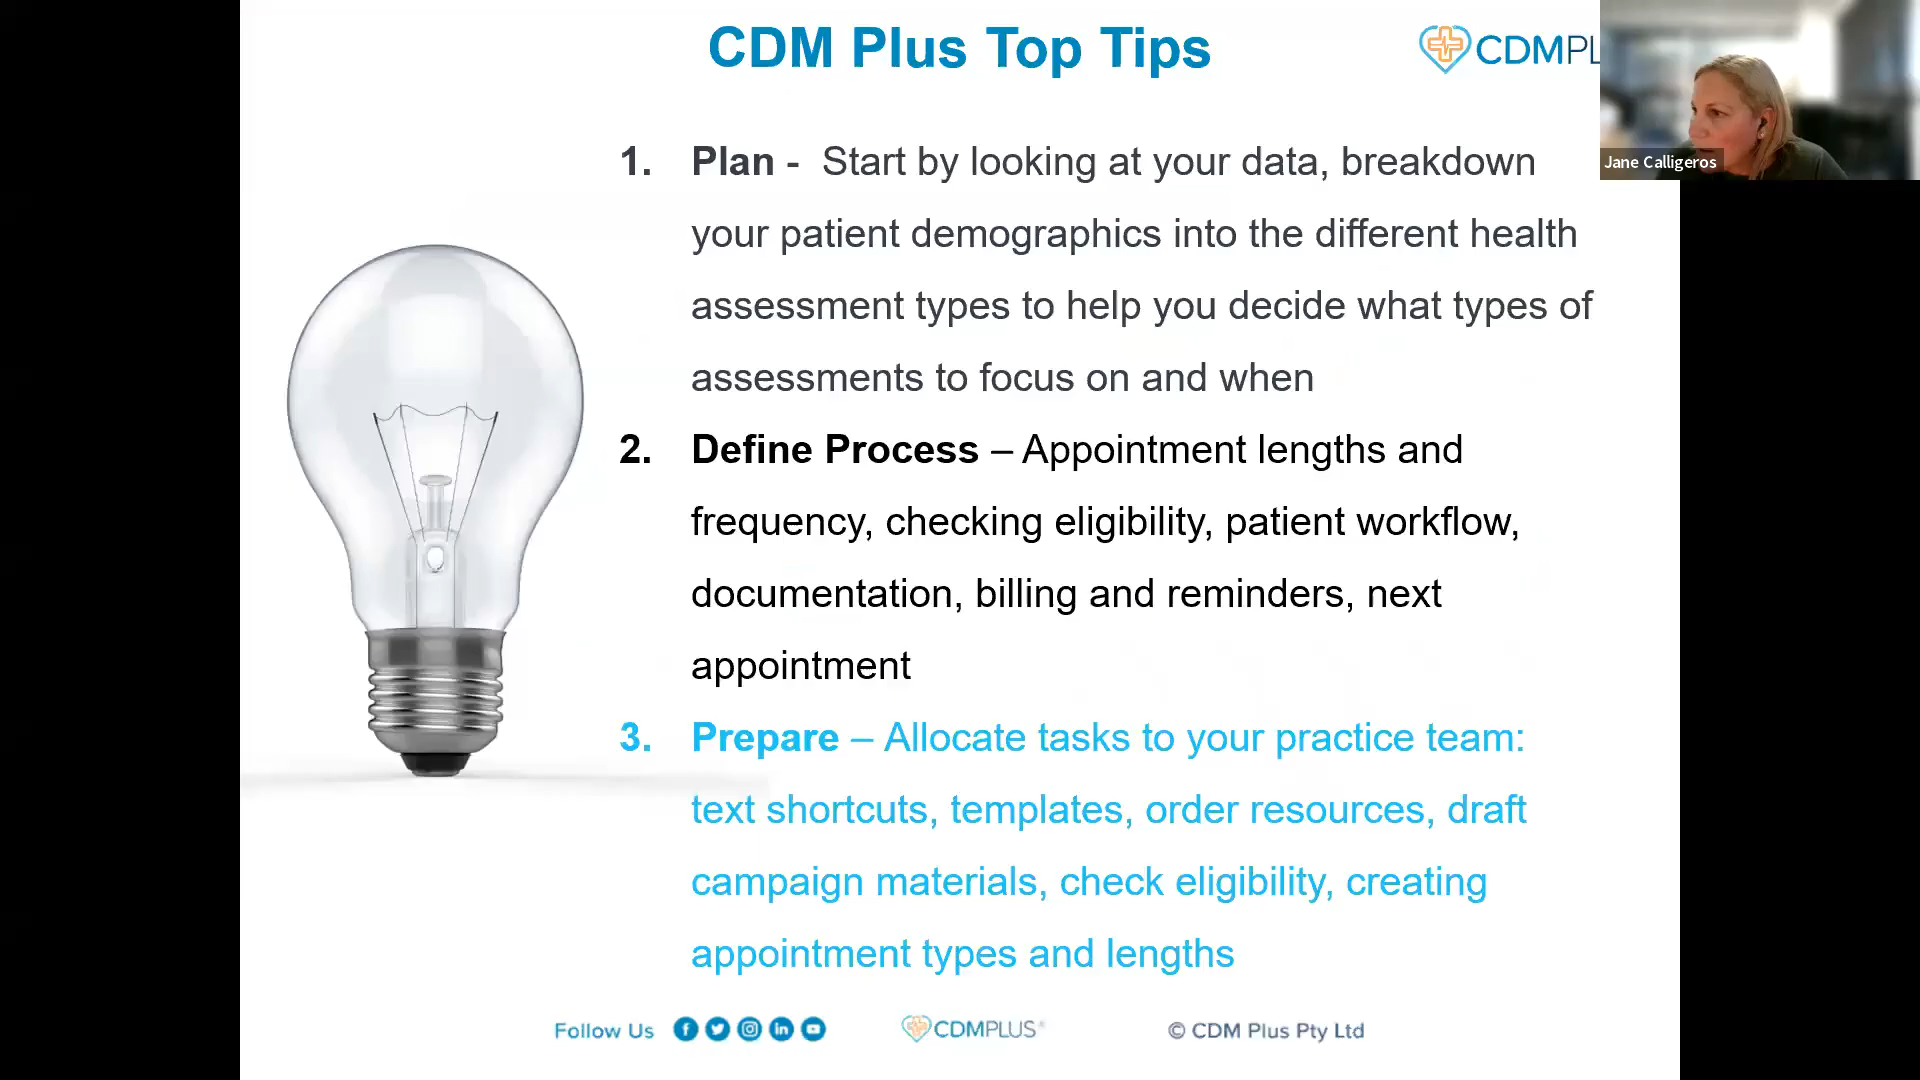 CDM Plus Top Tips
CDMPL
Jane Calligeros
1. Plan - Start by looking at your data, breakdown
your patient demographics into the different health
assessment types to help you decide what types of
assessments to focus on and when
2. Define Process – Appointment lengths and
frequency, checking eligibility, patient workflow,
documentation, billing and reminders, next
appointment
3. Prepare – Allocate tasks to your practice team:
text shortcuts, templates, order resources, draft
campaign materials, check eligibility, creating
appointment types and lengths
Follow Us
CDMPLUS®
© CDM Plus Pty Ltd